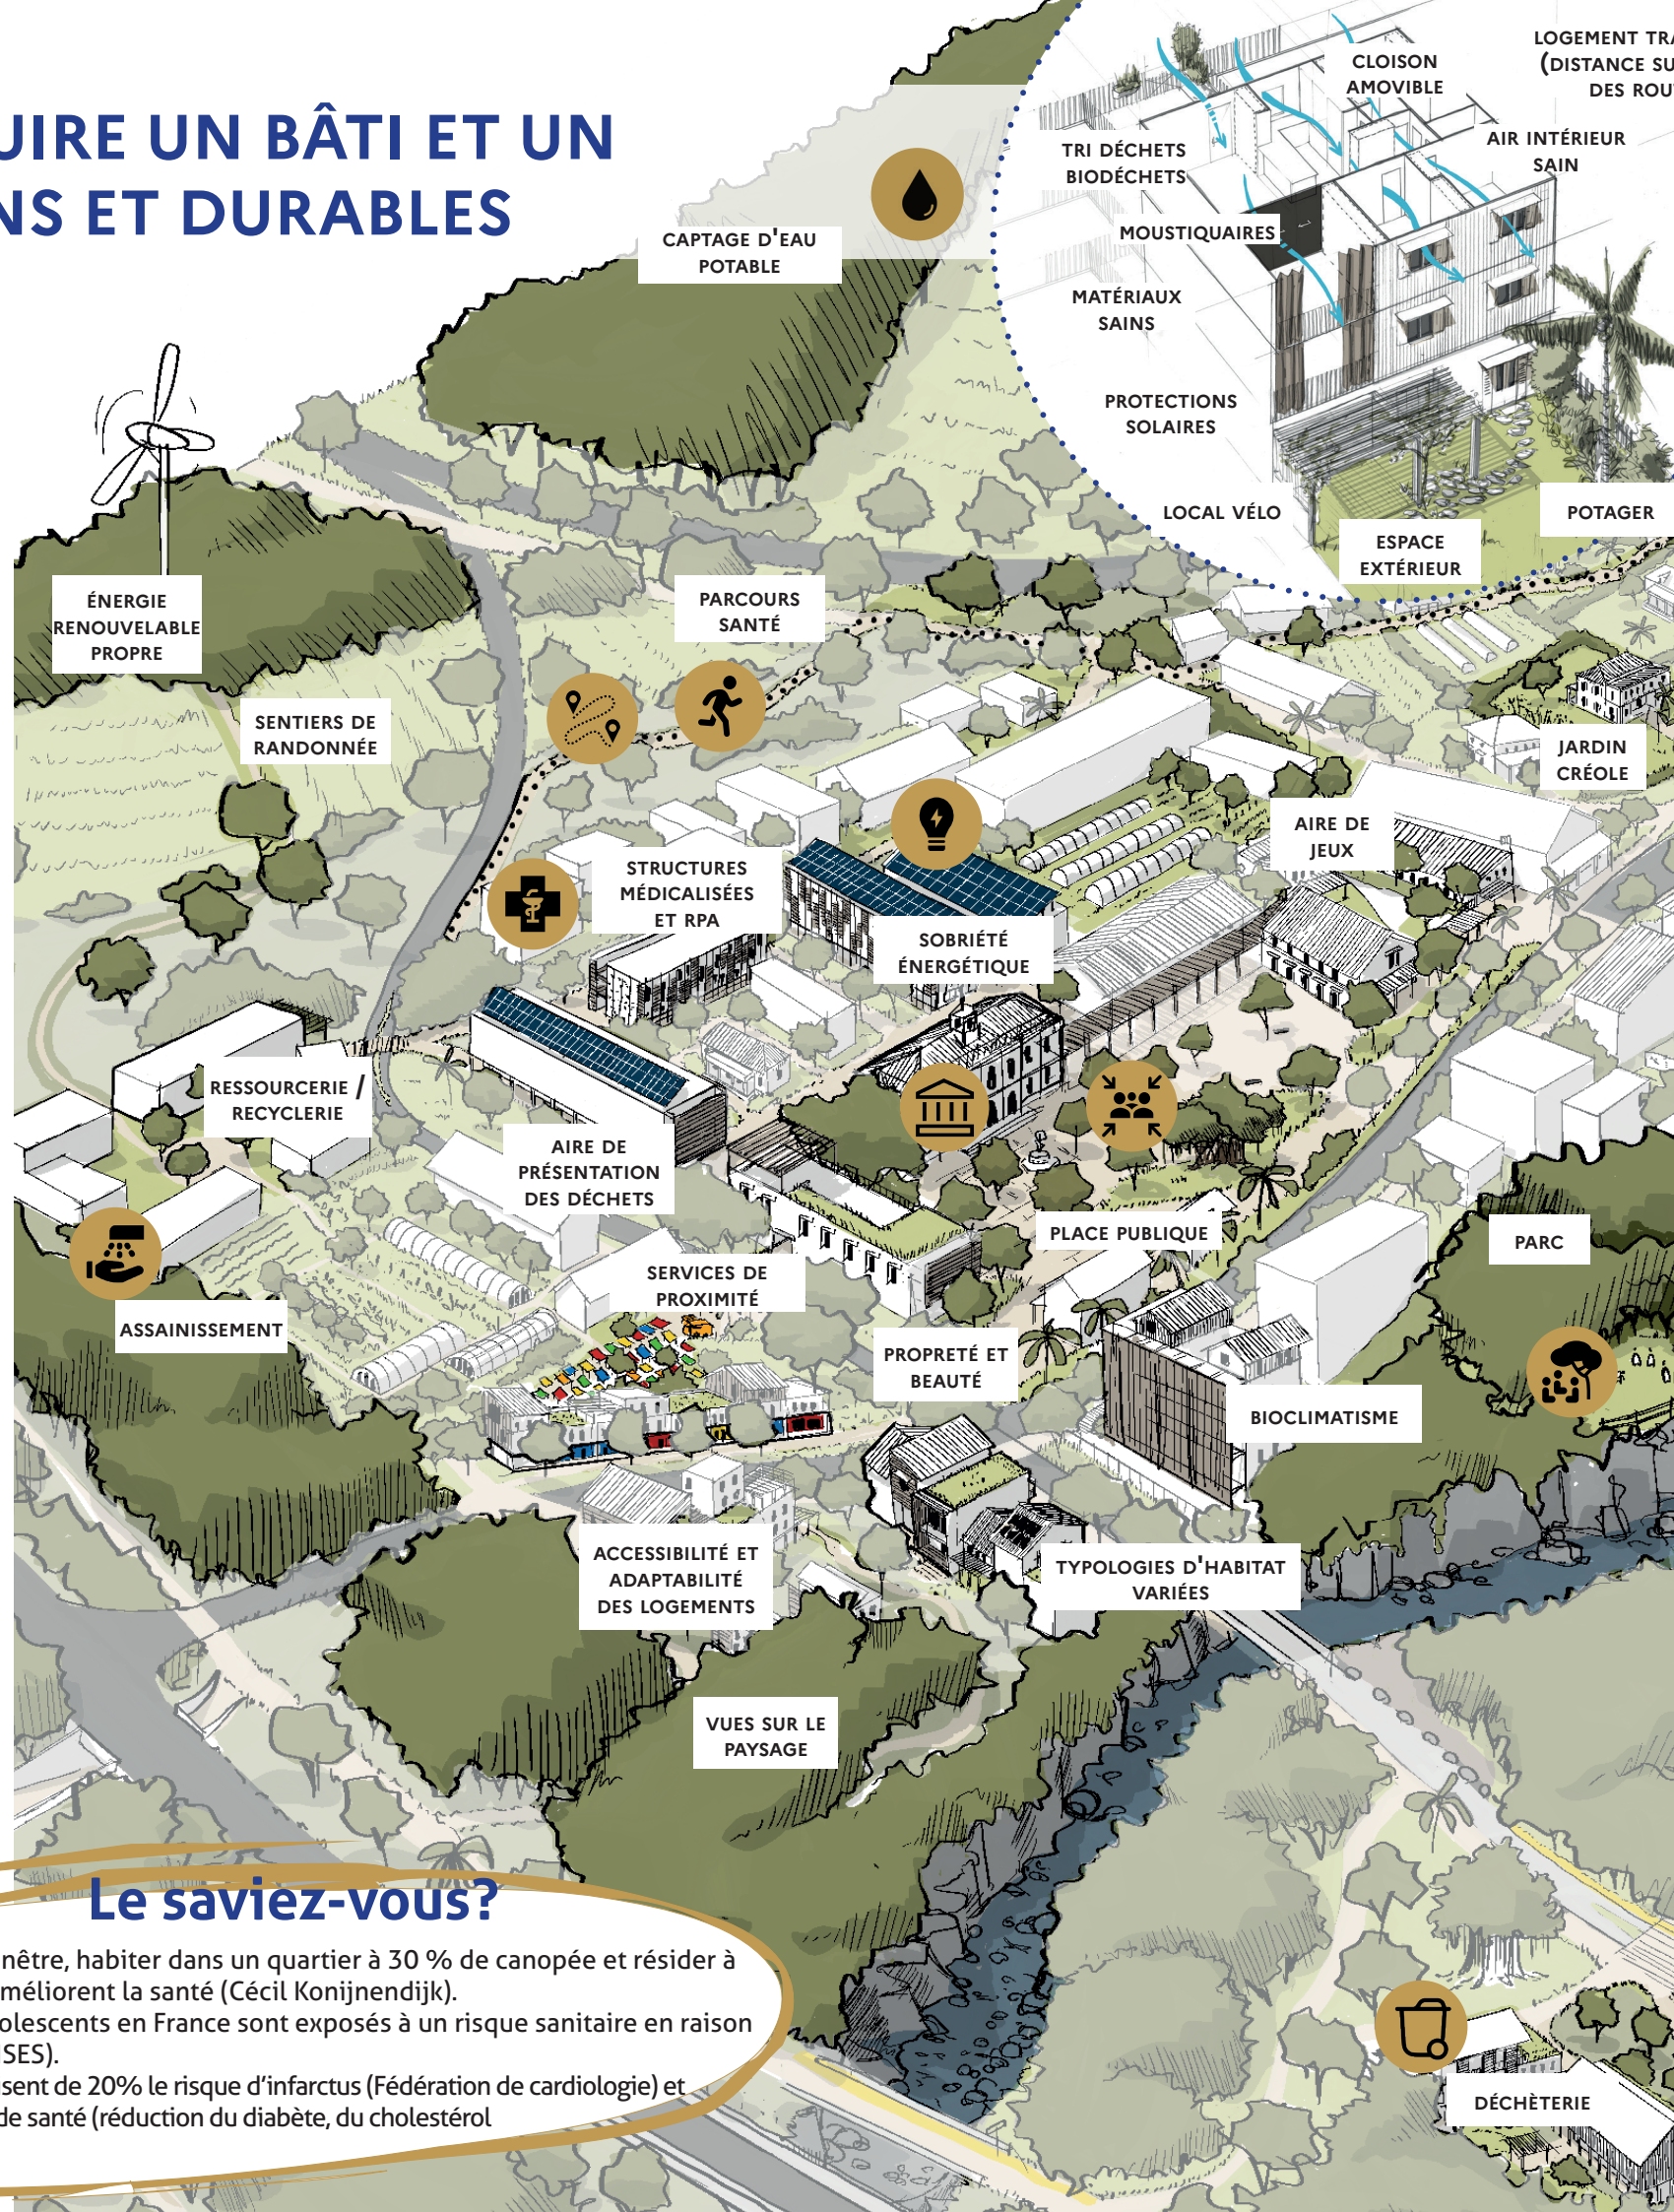 UIRE UN BÂTI ET UN
NS ET DURABLES
CLOISON
AMOVIBLE
LOGEMENT TRA
(DISTANCE SU
DES ROU
TRI DÉCHETS
BIODÉCHETS
AIR INTÉRIEUR
SAIN
MOUSTIQUAIRES
MATÉRIAUX
SAINS
PROTECTIONS
SOLAIRES
LOCAL VÉLO
ESPACE
EXTÉRIEUR
POTAGER
CAPTAGE D'EAU
POTABLE
ÉNERGIE
RENOUVELABLE
PROPRE
PARCOURS
SANTÉ
SENTIERS DE
RANDONNÉE
JARDIN
CRÉOLE
AIRE DE
JEUX
STRUCTURES
MÉDICALISÉES
ET RPA
SOBRIÉTÉ
ÉNERGÉTIQUE
RESSOURCERIE /
RECYCLERIE
AIRE DE
PRÉSENTATION
DES DÉCHETS
PLACE PUBLIQUE
PARC
SERVICES DE
PROXIMITÉ
ASSAINISSEMENT
PROPRETÉ ET
BEAUTÉ
BIOCLIMATISME
ACCESSIBILITÉ ET
ADAPTABILITÉ
DES LOGEMENTS
TYPOLOGIES D'HABITAT
VARIÉES
VUES SUR LE
PAYSAGE
Le saviez-vous?
nêtre, habiter dans un quartier à 30 % de canopée et résider à
méliorent la santé (Cécil Konijnendijk).
olescents en France sont exposés à un risque sanitaire en raison
ISES).
isent de 20% le risque d'infarctus (Fédération de cardiologie) et
de santé (réduction du diabète, du cholestérol
DÉCHÈTERIE